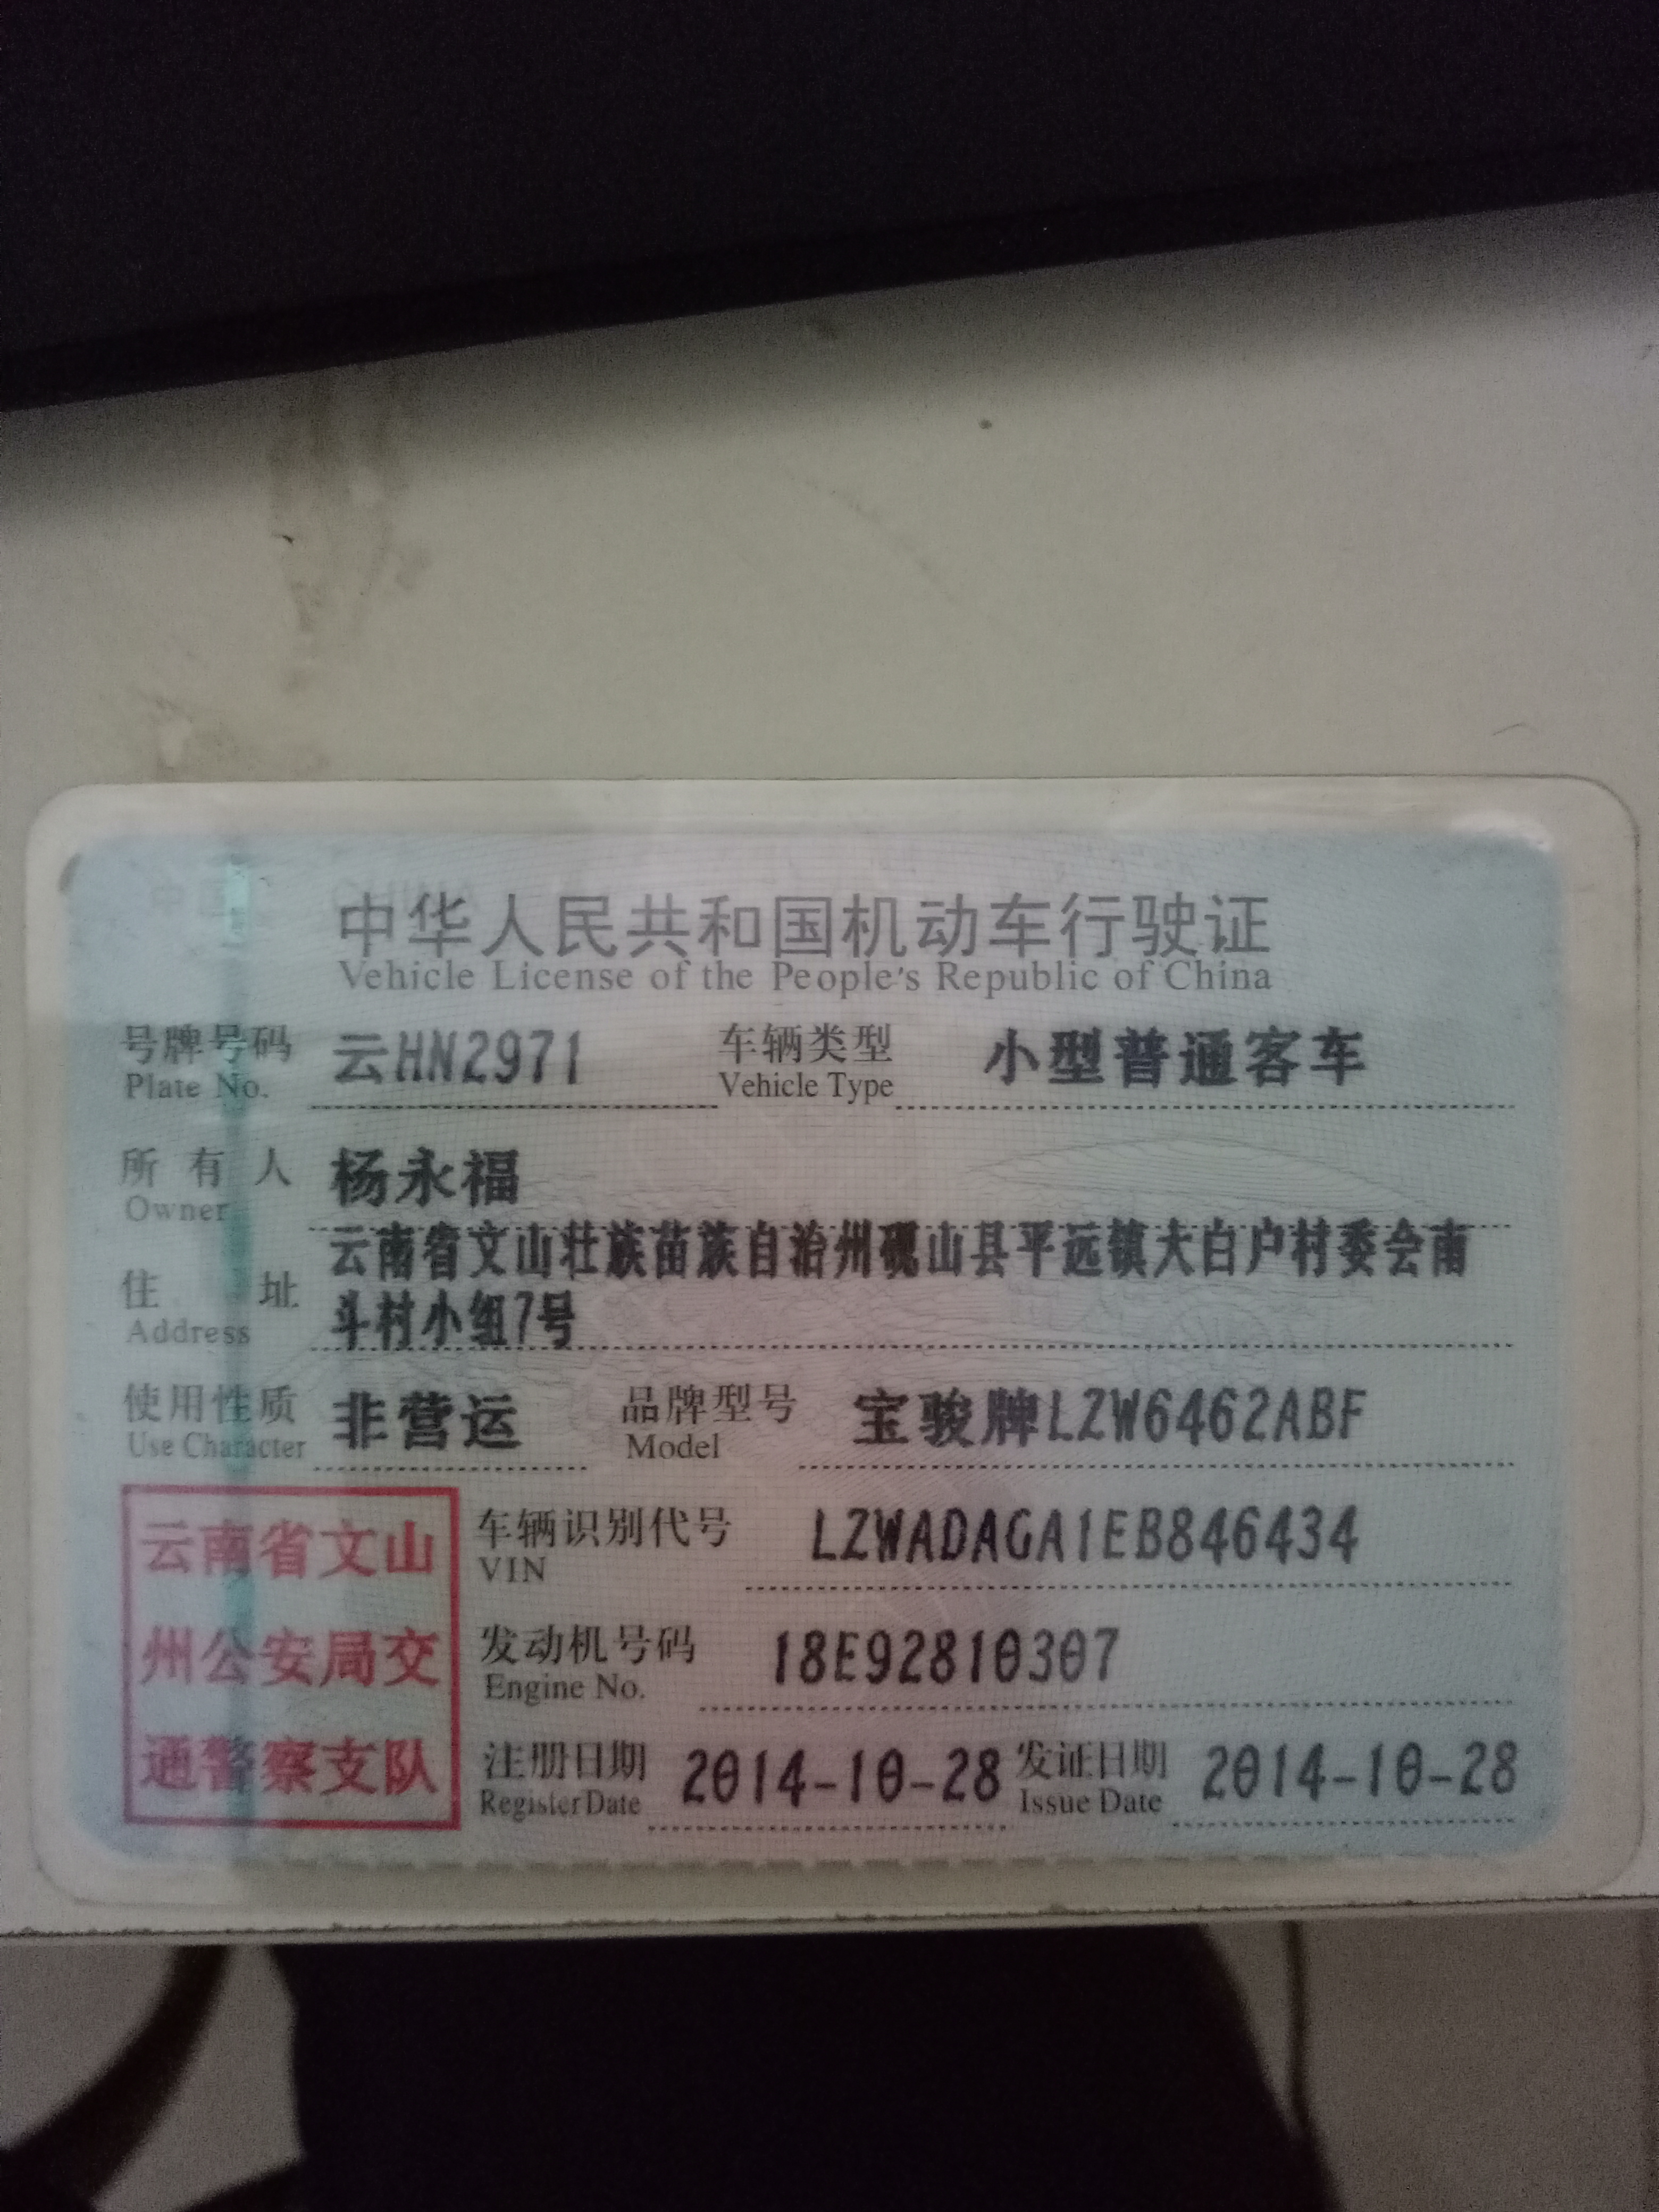 中华人民共和国机动车行驶证
Vehicle License of the People's Republic of China
号牌号码 云HN2971 车辆类型 小型普通客车
Plate No. Vehicle Type
所有人 杨永福
Owner
云南省文山壮族苗族自治州砚山县平远镇大白户村委会南
住址 斗村小组7号
Address
使用性质 非营运 品牌型号 宝骏牌LZW6462ABF
Use Character Model
云南省文山
州公安局交
通警察支队
车辆识别代号 LZWADAGA1EB846434
VIN
发动机号码 18E92810307
Engine No.
注册日期 2014-10-28 发证日期 2014-10-28
Register Date Issue Date